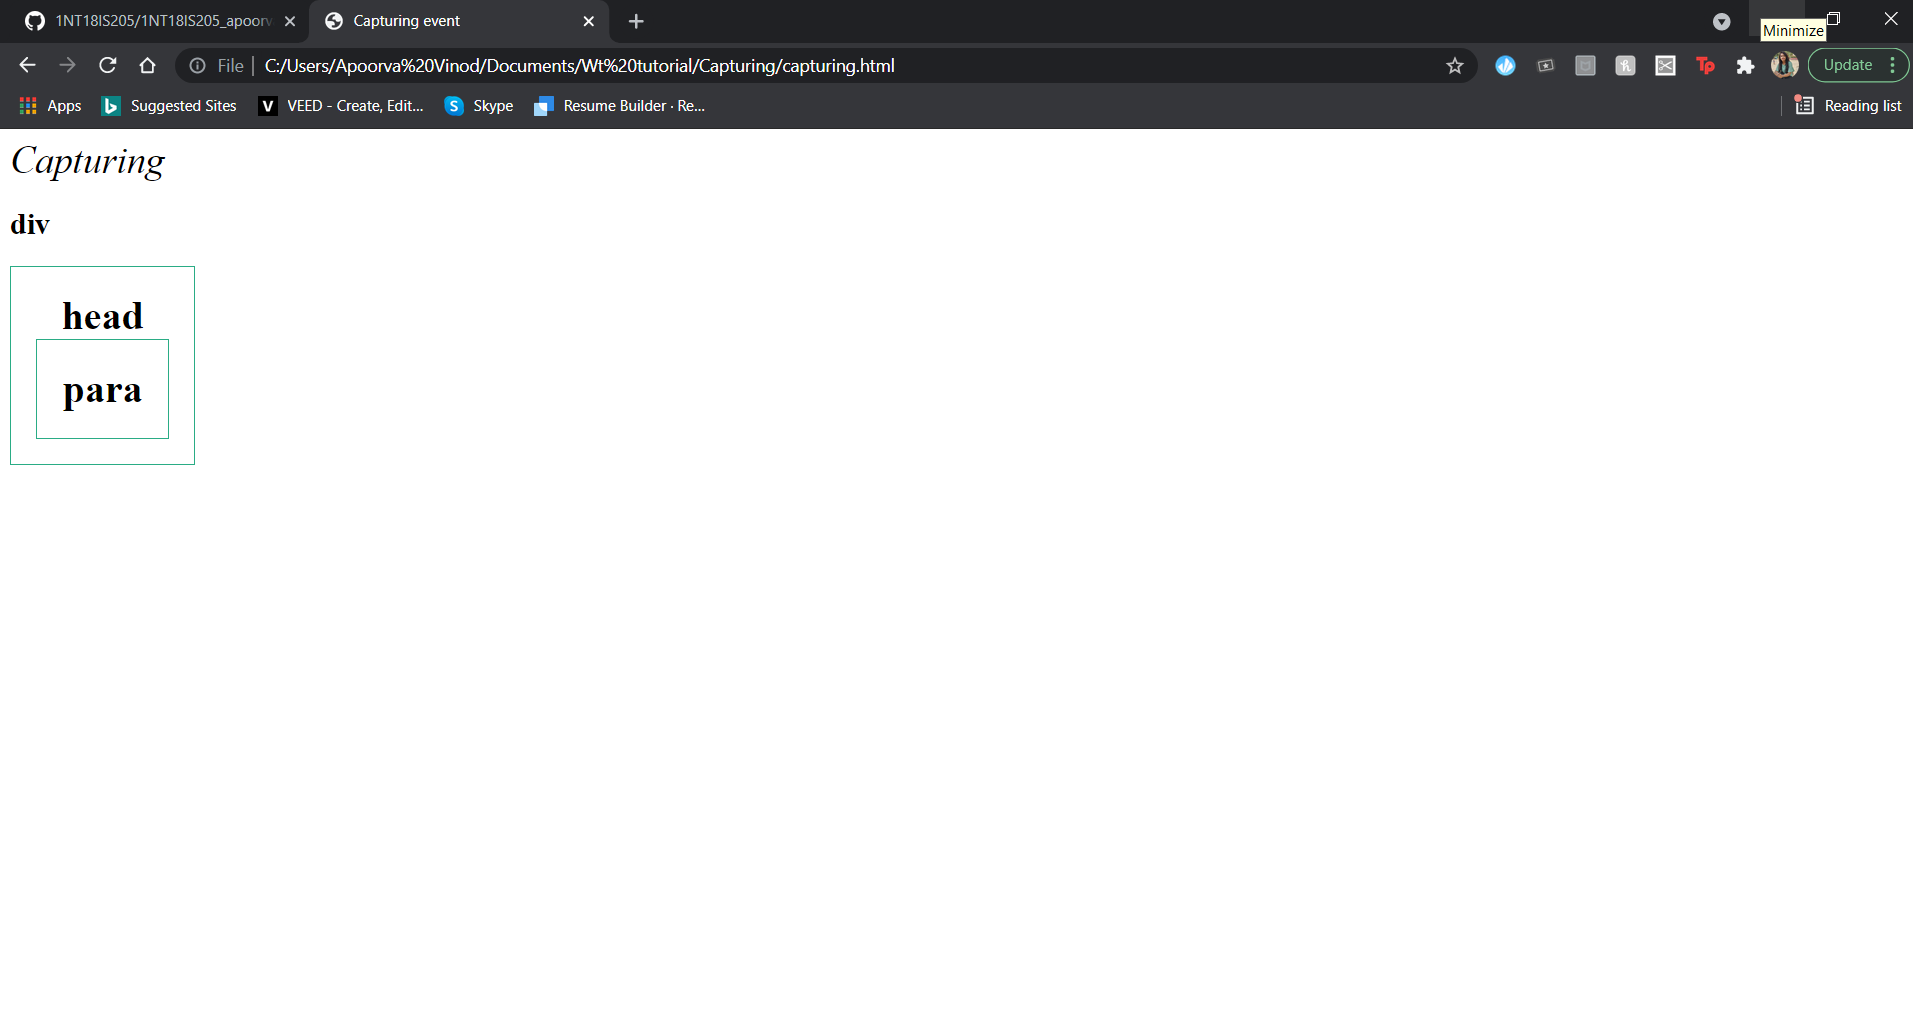 1NT18IS205/1NT18IS205_apoorv
Capturing event
Minimize
File
C:/Users/Apoorva%20Vinod/Documents/Wt%20tutorial/Capturing/capturing.html
Tp
Update
Apps
Suggested Sites
V
VEED - Create, Edit...
S
Skype
Resume Builder · Re...
Reading list
Capturing
div
head
para